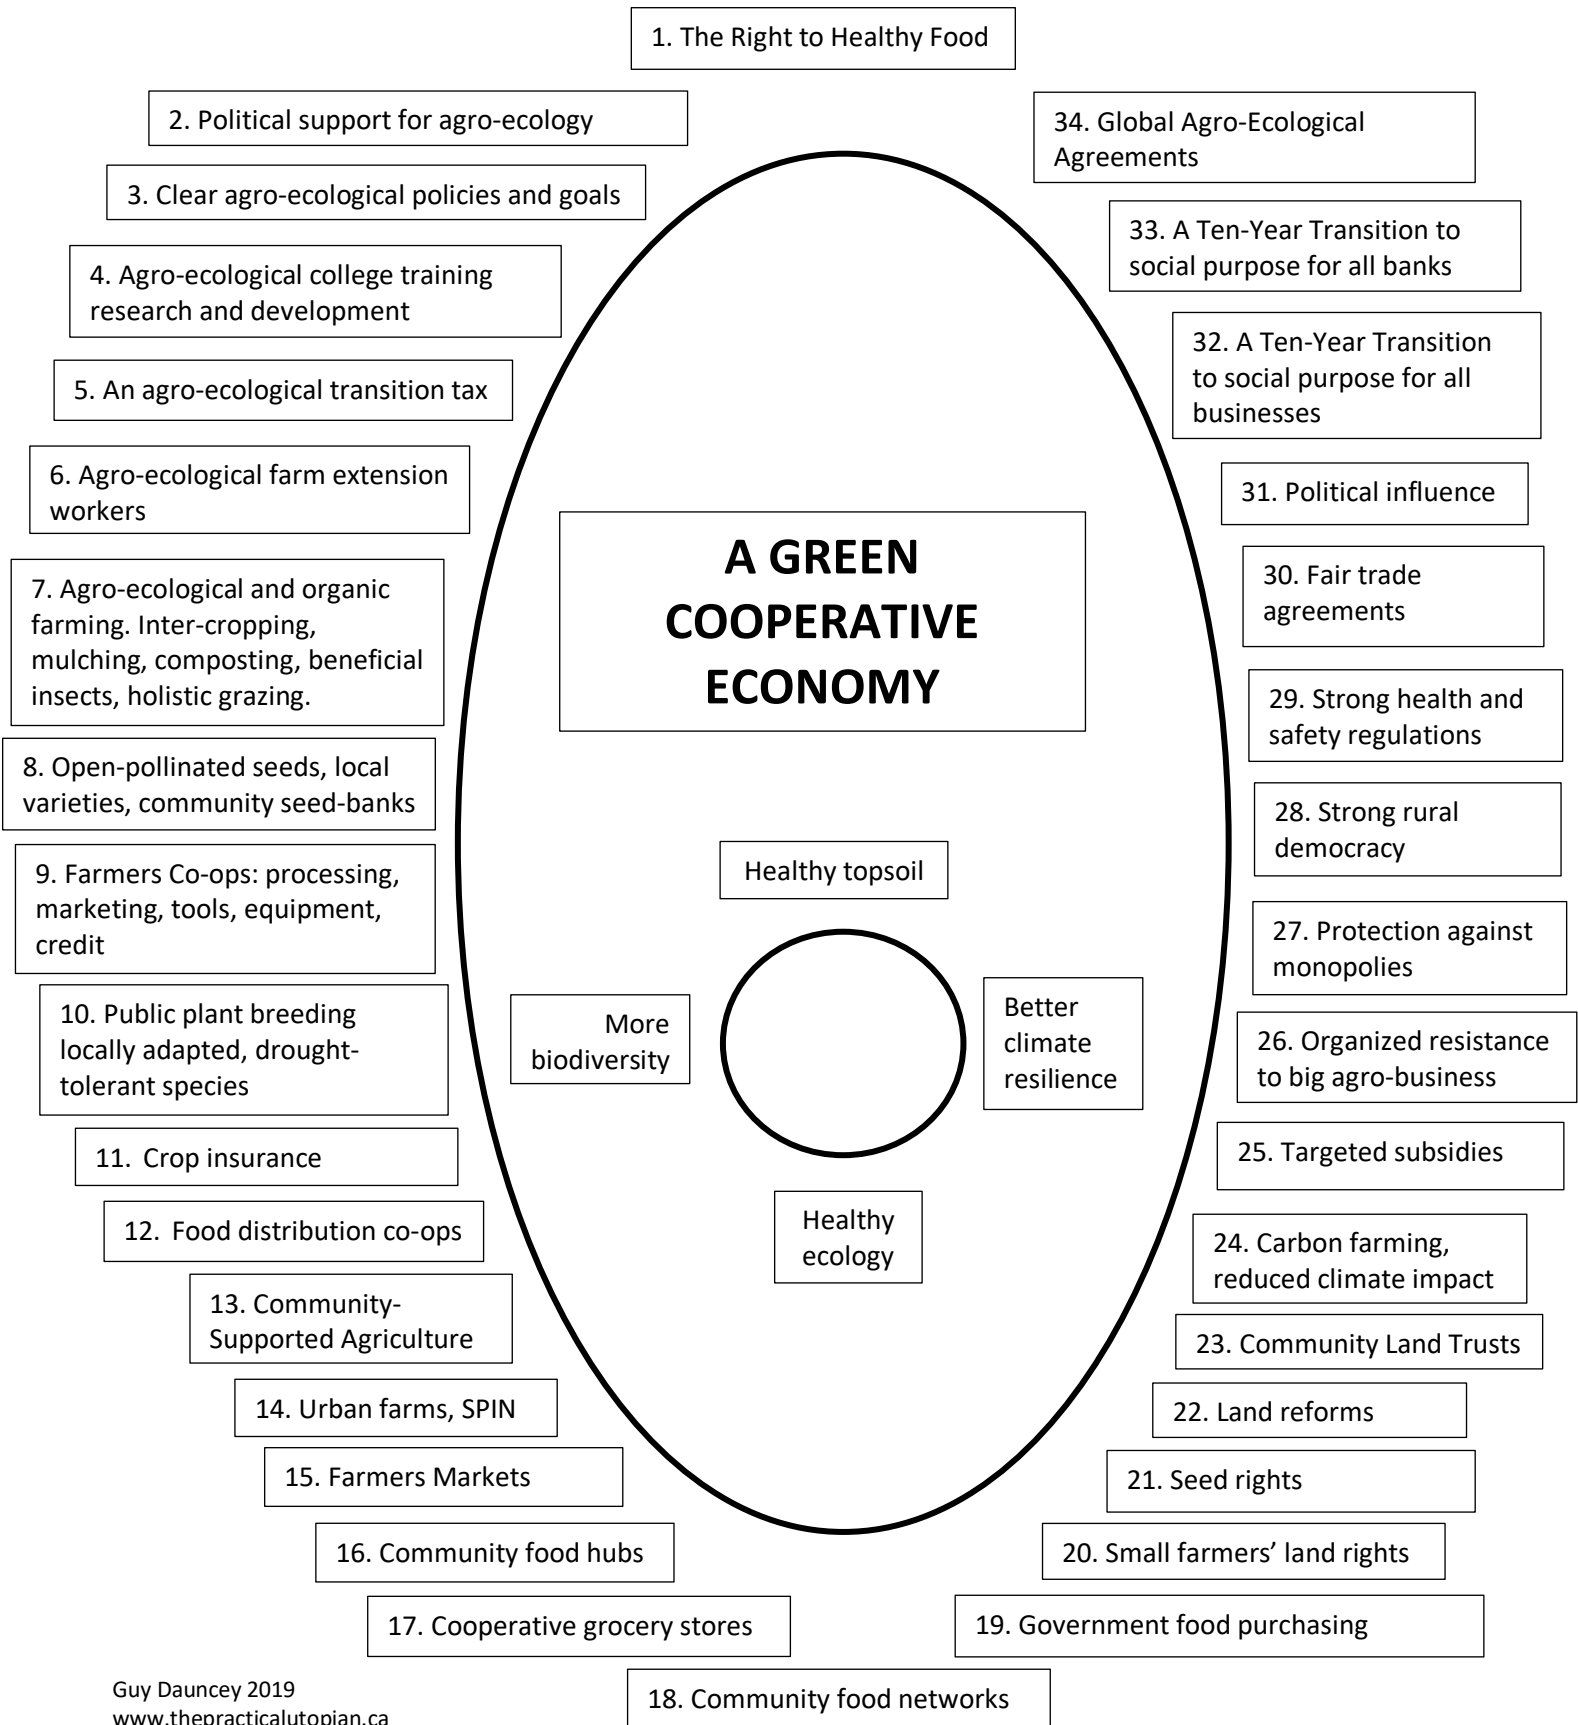 1. The Right to Healthy Food
2. Political support for agro-ecology
3. Clear agro-ecological policies and goals
4. Agro-ecological college training
research and development
5. An agro-ecological transition tax
6. Agro-ecological farm extension
workers
7. Agro-ecological and organic
farming. Inter-cropping,
mulching, composting, beneficial
insects, holistic grazing.
8. Open-pollinated seeds, local
varieties, community seed-banks
9. Farmers Co-ops: processing,
marketing, tools, equipment,
credit
10. Public plant breeding
locally adapted, drought-
tolerant species
11. Crop insurance
12. Food distribution co-ops
13. Community-
Supported Agriculture
14. Urban farms, SPIN
15. Farmers Markets
16. Community food hubs
17. Cooperative grocery stores
18. Community food networks
19. Government food purchasing
20. Small farmers’ land rights
21. Seed rights
22. Land reforms
23. Community Land Trusts
24. Carbon farming,
reduced climate impact
25. Targeted subsidies
26. Organized resistance
to big agro-business
27. Protection against
monopolies
28. Strong rural
democracy
29. Strong health and
safety regulations
30. Fair trade
agreements
31. Political influence
32. A Ten-Year Transition
to social purpose for all
businesses
33. A Ten-Year Transition to
social purpose for all banks
34. Global Agro-Ecological
Agreements
A GREEN
COOPERATIVE
ECONOMY
Healthy topsoil
More
biodiversity
Better
climate
resilience
Healthy
ecology
Guy Dauncey 2019
www.thepracticalutopian.ca